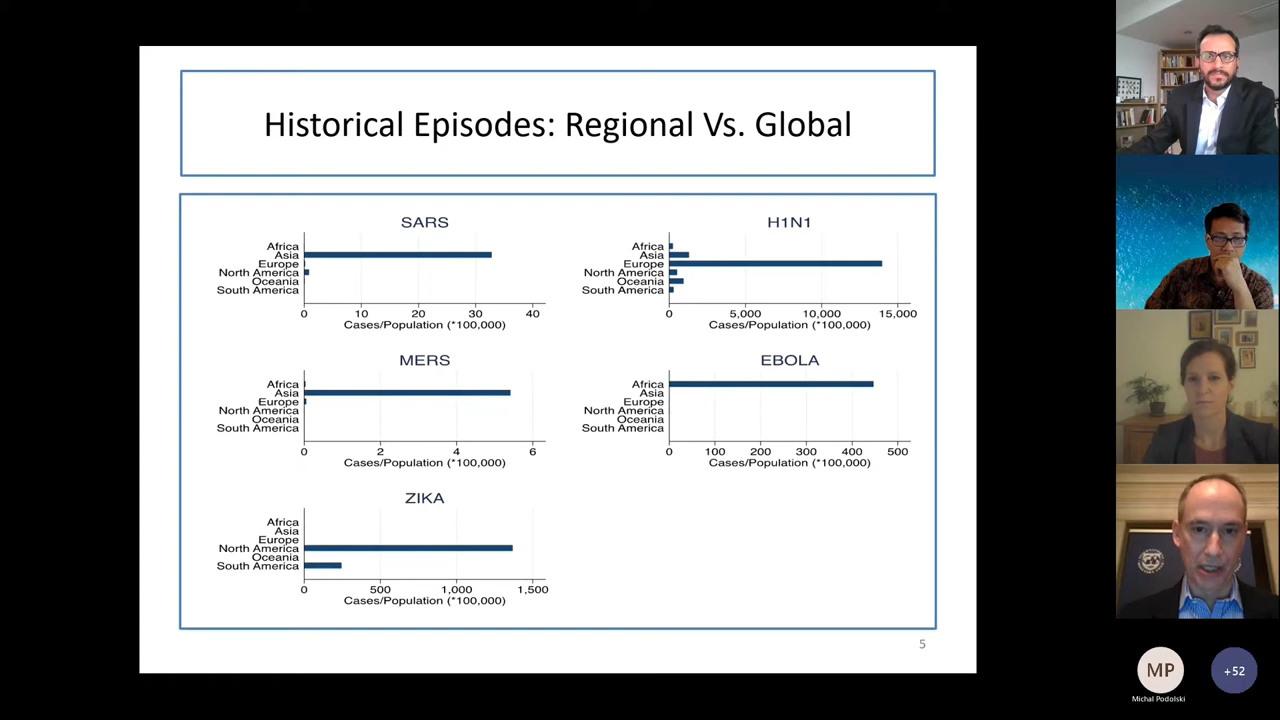 Historical Episodes: Regional Vs. Global
SARS
Africa
Asia
Europe
North America
Oceania
South America
0 10 20 30 40
Cases/Population (*100,000)
H1N1
Africa
Asia
Europe
North America
Oceania
South America
0 5,000 10,000 15,000
Cases/Population (*100,000)
MERS
Africa
Asia
Europe
North America
Oceania
South America
0 2 4 6
Cases/Population (*100,000)
EBOLA
Africa
Asia
Europe
North America
Oceania
South America
0 100 200 300 400 500
Cases/Population (*100,000)
ZIKA
Africa
Asia
Europe
North America
Oceania
South America
0 500 1,000 1,500
Cases/Population (*100,000)
5
MP
Michal Podolski
+52